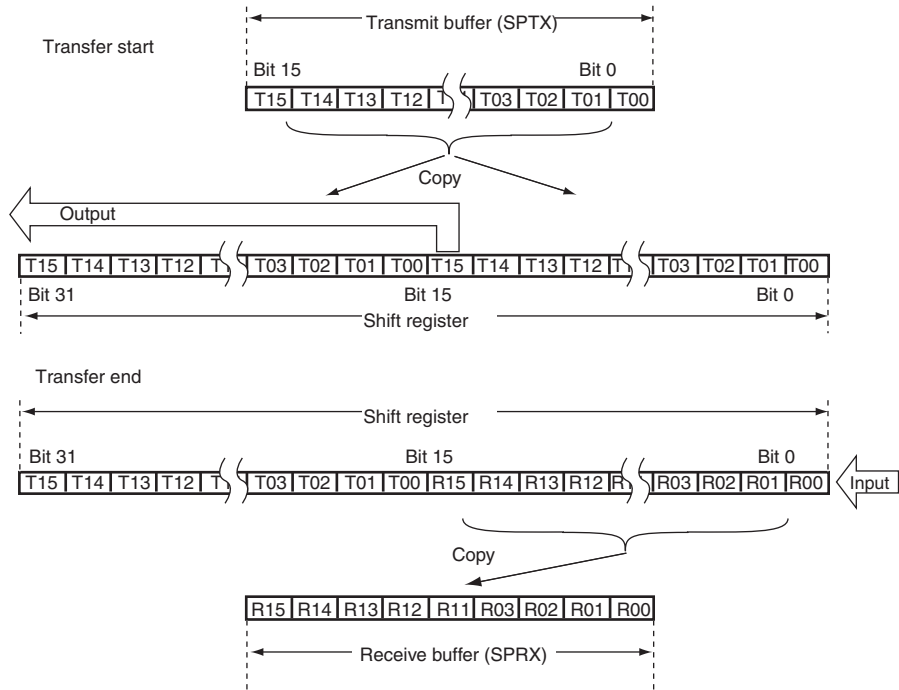 Transmit buffer (SPTX)
Transfer start
Bit 15 Bit 0
T15 T14 T13 T12 T03 T02 T01 T00
Copy
Output
T15 T14 T13 T12 T03 T02 T01 T00 T15 T14 T13 T12 T03 T02 T01 T00
Bit 31 Bit 15 Bit 0
Shift register
Transfer end
Shift register
Bit 31 Bit 15 Bit 0
T15 T14 T13 T12 T03 T02 T01 T00 R15 R14 R13 R12 R03 R02 R01 R00
Input
Copy
R15 R14 R13 R12 R11 R03 R02 R01 R00
Receive buffer (SPRX)